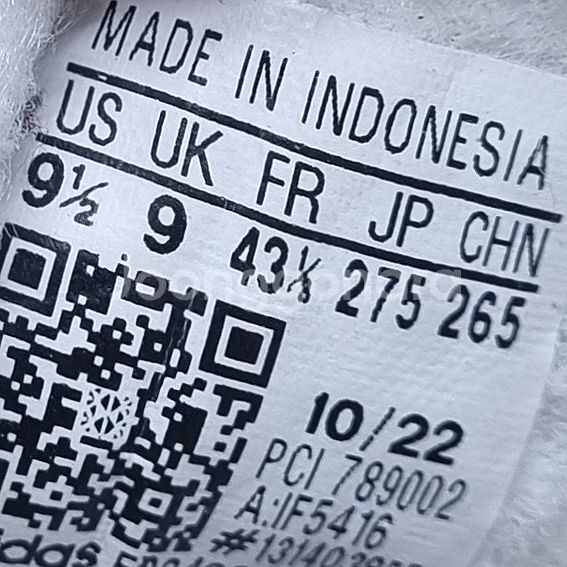 MADE IN INDONESIA
US UK FR JP CHN
9½ 9 43⅓ 275 265
10/22
PCI 789002
A:IF5416